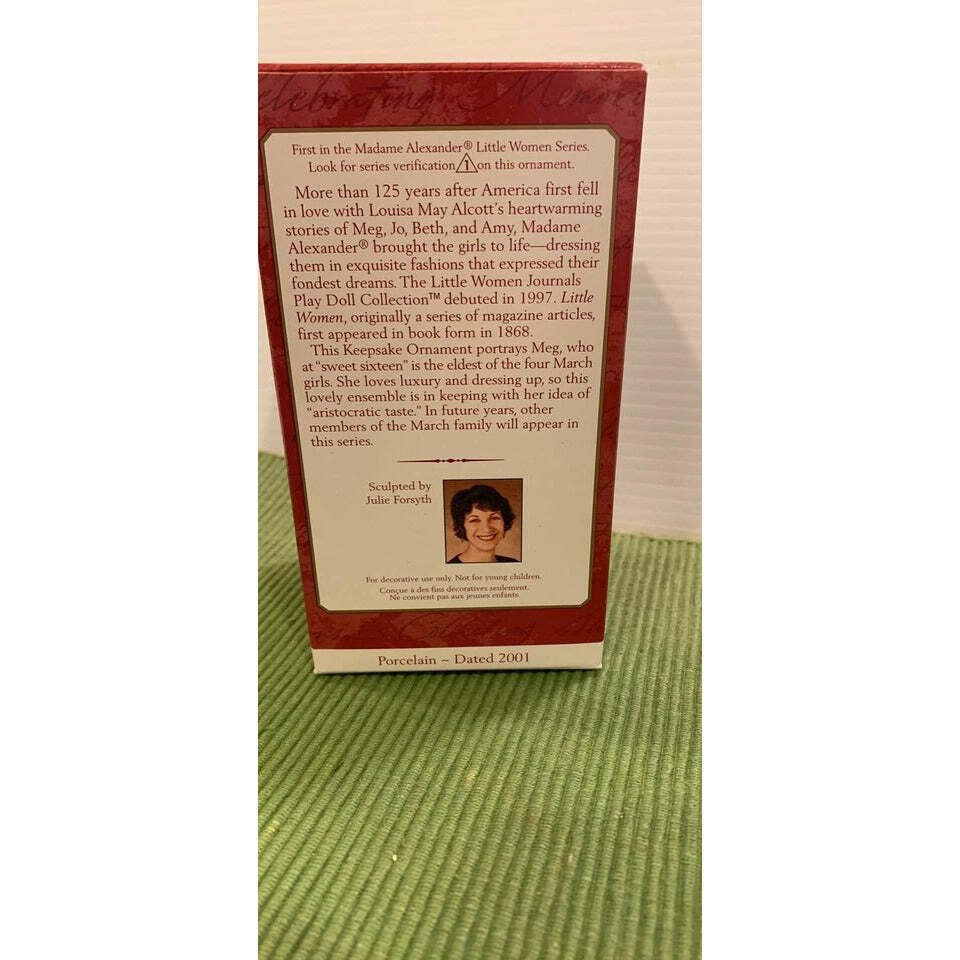 Celebrating Memori
First in the Madame Alexander® Little Women Series.
Look for series verification 1 on this ornament.
More than 125 years after America first fell
in love with Louisa May Alcott's heartwarming
stories of Meg, Jo, Beth, and Amy, Madame
Alexander® brought the girls to life—dressing
them in exquisite fashions that expressed their
fondest dreams. The Little Women Journals
Play Doll Collection™ debuted in 1997. Little
Women, originally a series of magazine articles,
first appeared in book form in 1868.
This Keepsake Ornament portrays Meg, who
at "sweet sixteen" is the eldest of the four March
girls. She loves luxury and dressing up, so this
lovely ensemble is in keeping with her idea of
"aristocratic taste." In future years, other
members of the March family will appear in
this series.
Sculpted by
Julie Forsyth
For decorative use only. Not for young children.
Conçue à des fins décoratives seulement.
Ne convient pas aux jeunes enfants.
Porcelain ~ Dated 2001